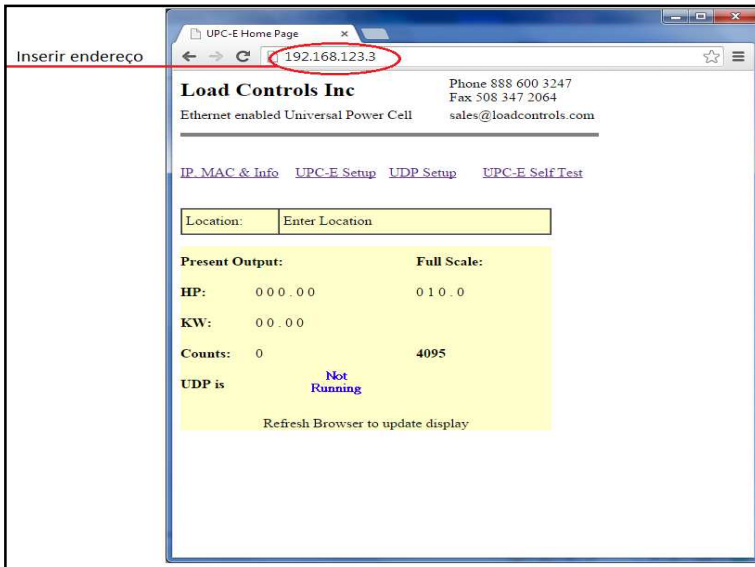 UPC-E Home Page
Inserir endereço
192.168.123.3
Load Controls Inc
Phone 888 600 3247
Fax 508 347 2064
Ethernet enabled Universal Power Cell
sales@loadcontrols.com
IP, MAC & Info UPC-E Setup UDP Setup UPC-E Self Test
Location: Enter Location
Present Output: Full Scale:
HP: 000.00 010.0
KW: 00.00
Counts: 0 4095
UDP is Not Running
Refresh Browser to update display